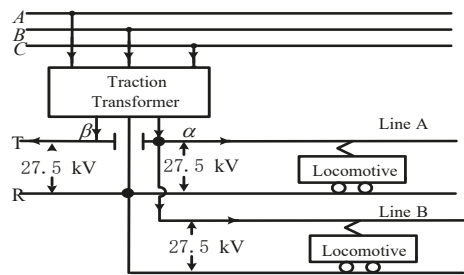 A
B
C
Traction
Transformer
β
α
Line A
T
27.5 kV
27.5 kV
Locomotive
R
Line B
27.5 kV
Locomotive